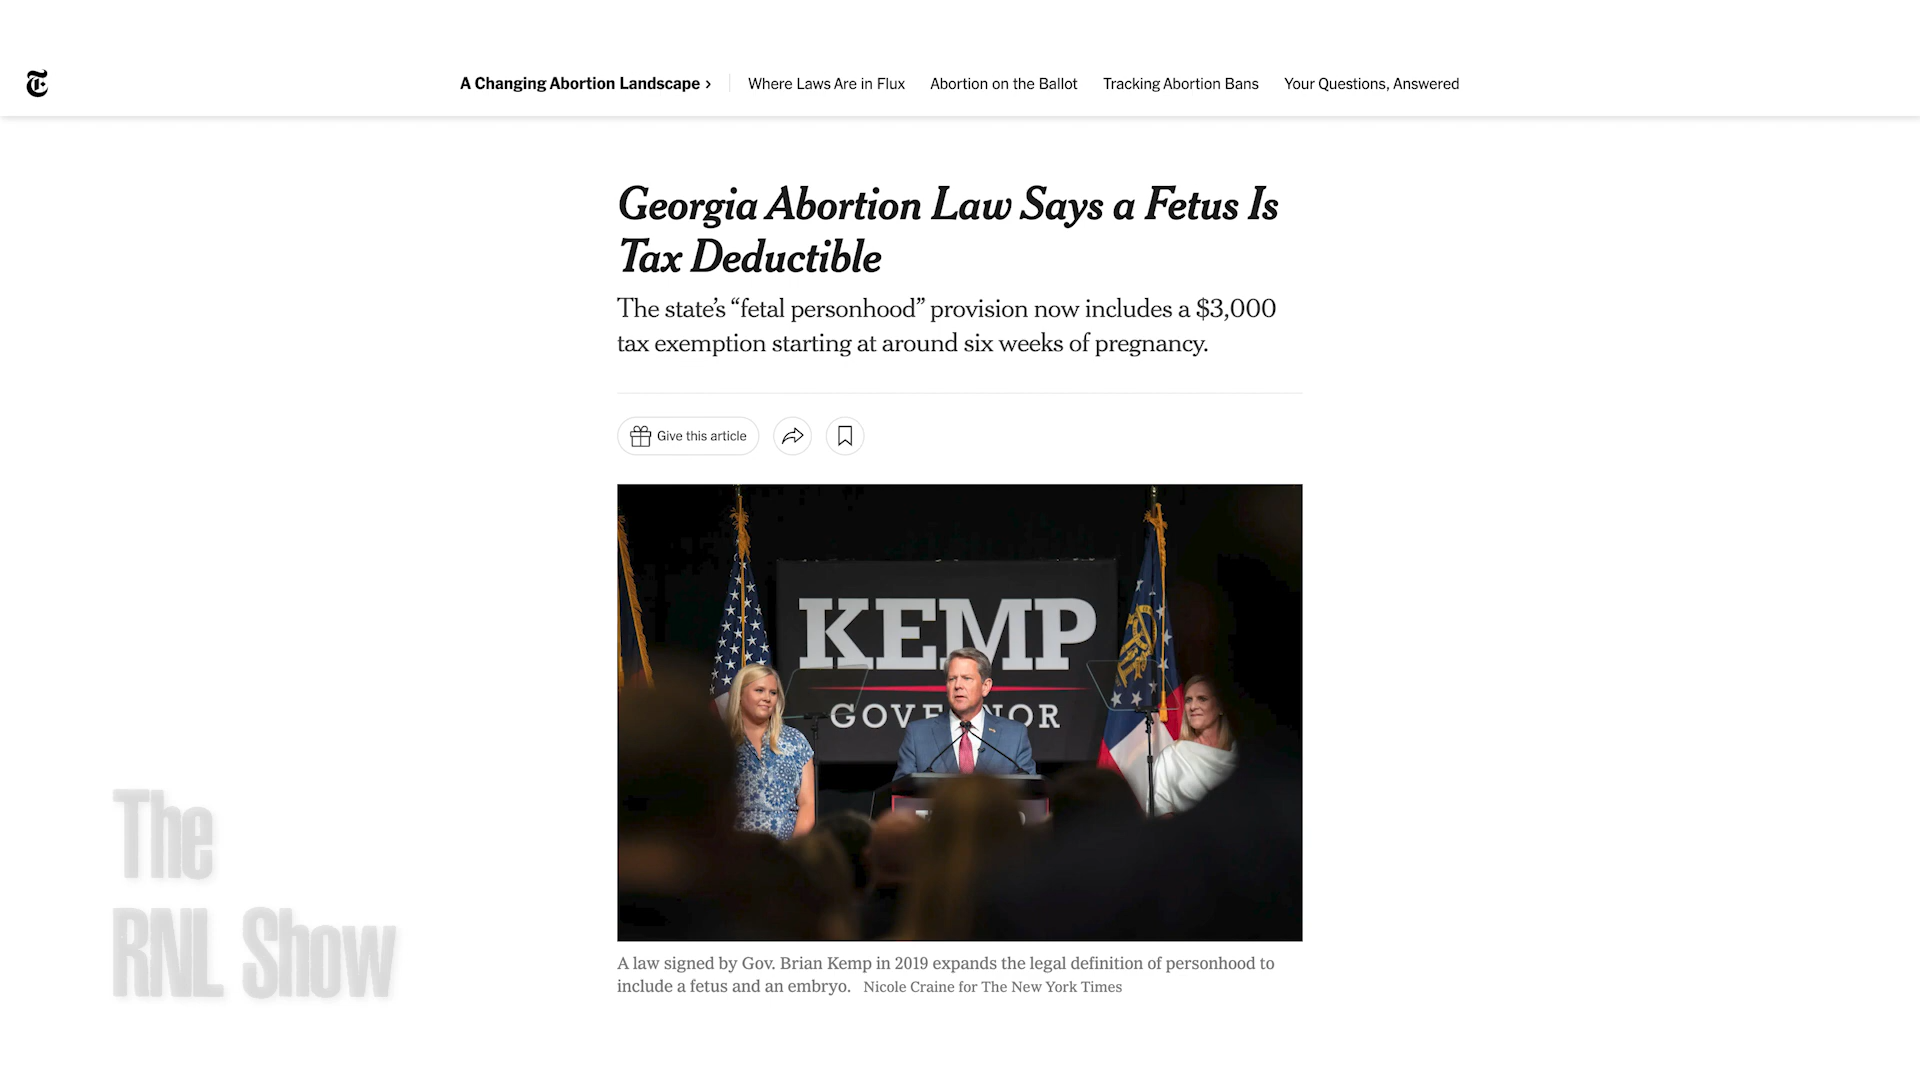 A Changing Abortion Landscape › Where Laws Are in Flux Abortion on the Ballot Tracking Abortion Bans Your Questions, Answered
Georgia Abortion Law Says a Fetus Is
Tax Deductible
The state’s “fetal personhood” provision now includes a $3,000
tax exemption starting at around six weeks of pregnancy.
Give this article
KEMP
GOVERNOR
A law signed by Gov. Brian Kemp in 2019 expands the legal definition of personhood to
include a fetus and an embryo. Nicole Craine for The New York Times
The
RNL Show